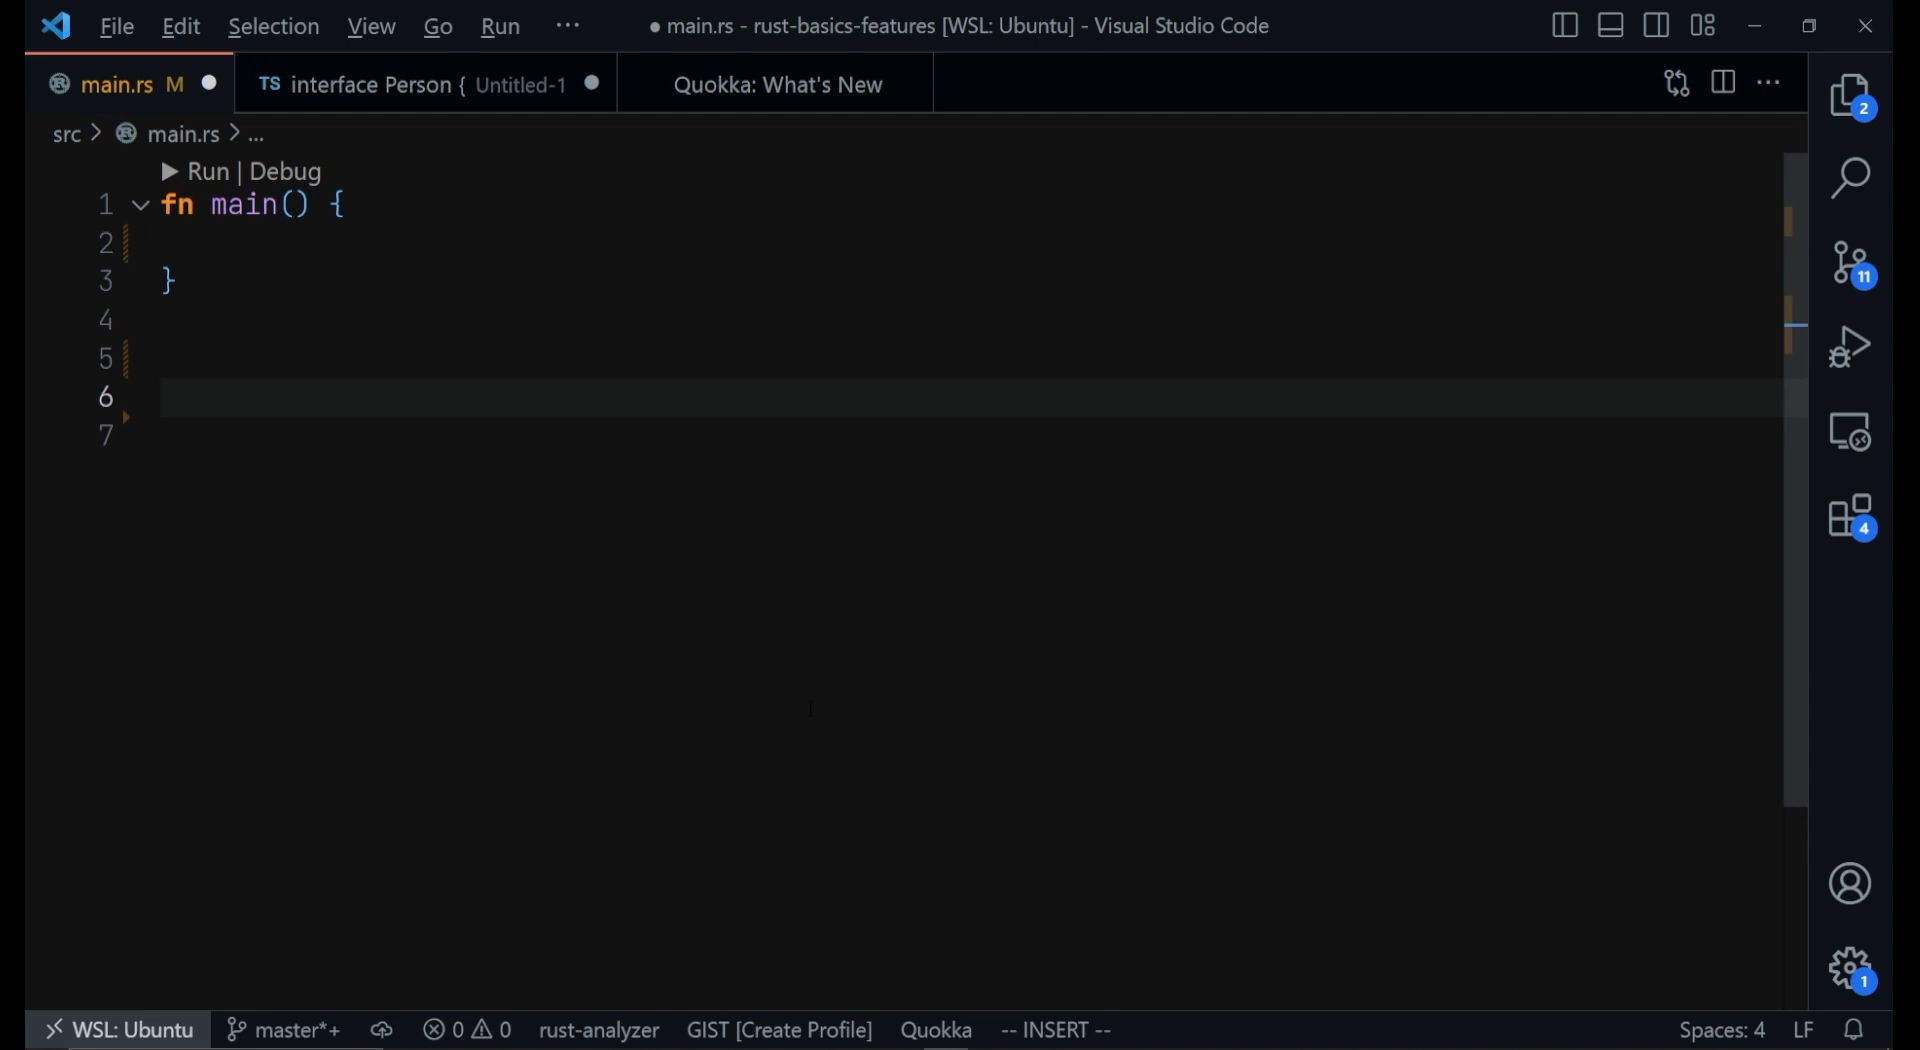 File Edit Selection View Go Run ··· ● main.rs - rust-basics-features [WSL: Ubuntu] - Visual Studio Code
main.rs M TS interface Person { Untitled-1 Quokka: What's New
src > main.rs > ...
Run | Debug
1 fn main() {
2
3 }
4
5
6
7
2
11
4
1
WSL: Ubuntu master*+ 0 0 rust-analyzer GIST [Create Profile] Quokka -- INSERT -- Spaces: 4 LF